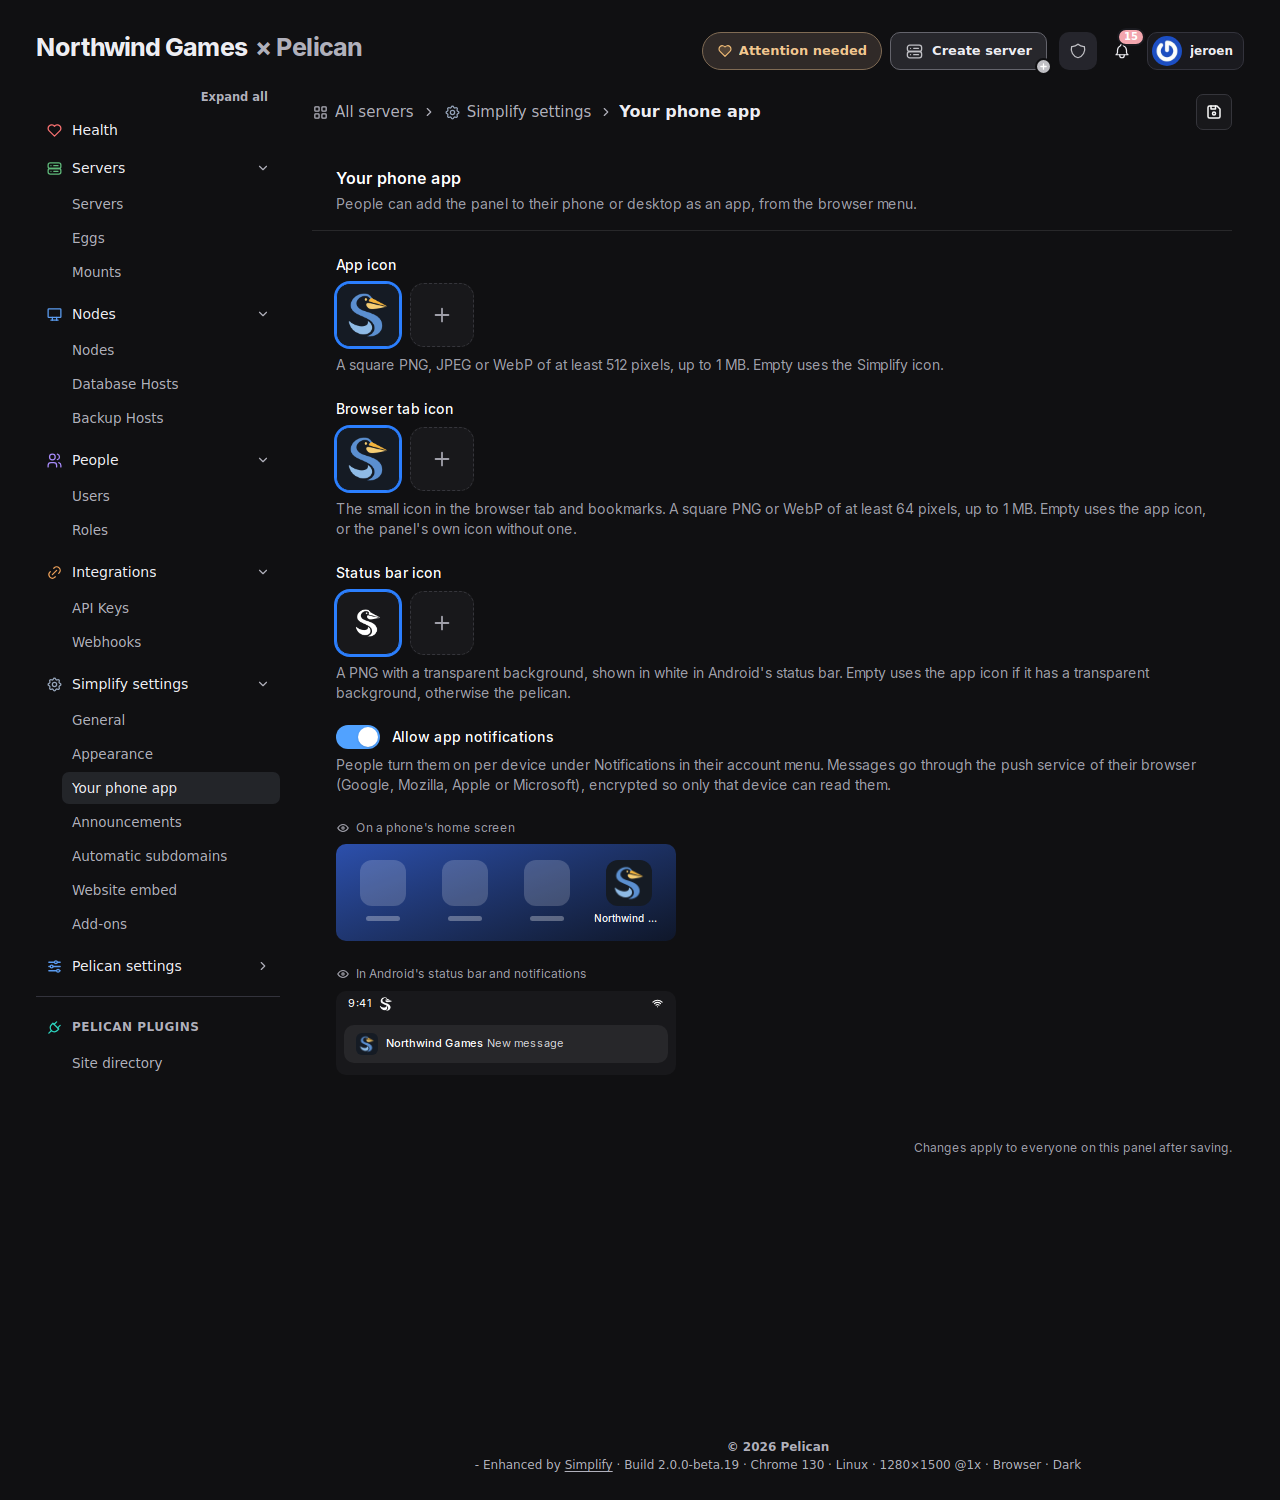 Northwind Games × Pelican
Attention needed
Create server
15
jeroen
Expand all
Health
Servers
Servers
Eggs
Mounts
Nodes
Nodes
Database Hosts
Backup Hosts
People
Users
Roles
Integrations
API Keys
Webhooks
Simplify settings
General
Appearance
Your phone app
Announcements
Automatic subdomains
Website embed
Add-ons
Pelican settings
PELICAN PLUGINS
Site directory
All servers > Simplify settings > Your phone app
Your phone app
People can add the panel to their phone or desktop as an app, from the browser menu.
App icon
A square PNG, JPEG or WebP of at least 512 pixels, up to 1 MB. Empty uses the Simplify icon.
Browser tab icon
The small icon in the browser tab and bookmarks. A square PNG or WebP of at least 64 pixels, up to 1 MB. Empty uses the app icon,
or the panel's own icon without one.
Status bar icon
A PNG with a transparent background, shown in white in Android's status bar. Empty uses the app icon if it has a transparent
background, otherwise the pelican.
Allow app notifications
People turn them on per device under Notifications in their account menu. Messages go through the push service of their browser
(Google, Mozilla, Apple or Microsoft), encrypted so only that device can read them.
On a phone's home screen
Northwind ...
In Android's status bar and notifications
9:41
Northwind Games New message
Changes apply to everyone on this panel after saving.
© 2026 Pelican
- Enhanced by Simplify · Build 2.0.0-beta.19 · Chrome 130 · Linux · 1280×1500 @1x · Browser · Dark